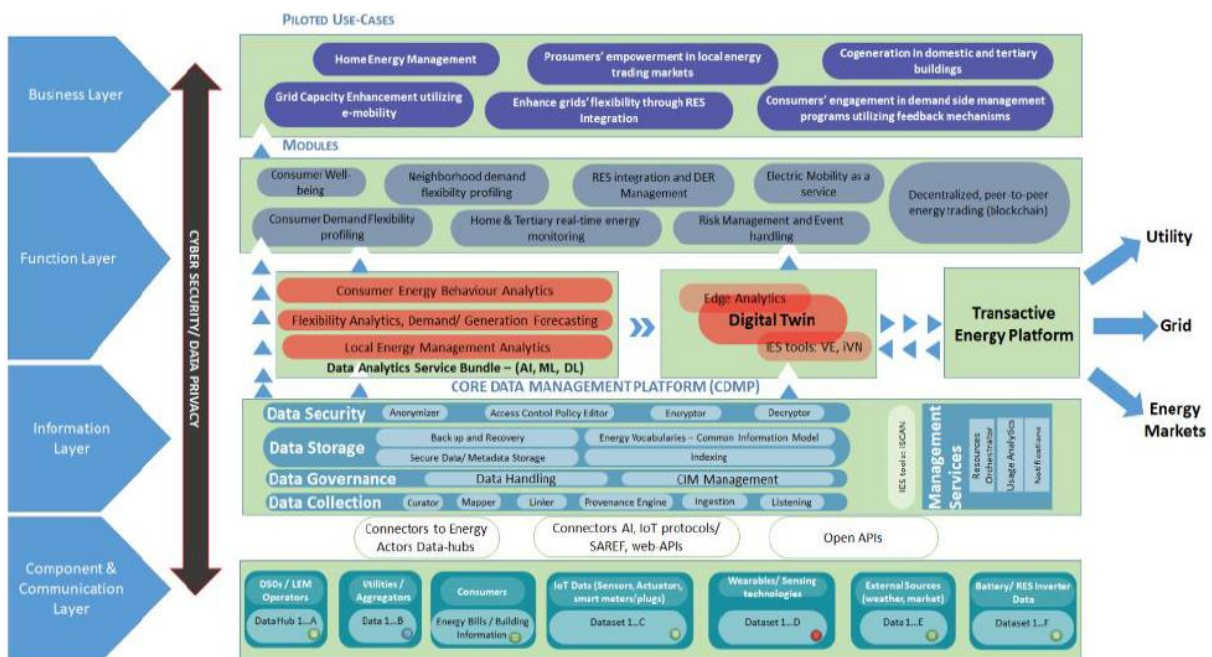 PILOTED USE-CASES
Business Layer
Home Energy Management
Prosumers' empowerment in local energy
trading markets
Cogeneration in domestic and tertiary
buildings
Grid Capacity Enhancement utilizing
e-mobility
Enhance grids' flexibility through RES
Integration
Consumers' engagement in demand side management
programs utilizing feedback mechanisms
MODULES
CYBER SECURITY/ DATA PRIVACY
Function Layer
Consumer Well-
being
Neighborhood demand
flexibility profiling
RES integration and DER
Management
Electric Mobility as a
service
Decentralized, peer-to-peer
energy trading (blockchain)
Consumer Demand Flexibility
profiling
Home & Tertiary real-time energy
monitoring
Risk Management and Event
handling
Consumer Energy Behaviour Analytics
Flexibility Analytics, Demand/ Generation Forecasting
Local Energy Management Analytics
Data Analytics Service Bundle – (AI, ML, DL)
Edge Analytics
Digital Twin
IES tools: VE, iVN
Transactive
Energy Platform
Utility
Grid
Energy
Markets
CORE DATA MANAGEMENT PLATFORM (CDMP)
Information
Layer
Data Security
Anonymizer
Access Control Policy Editor
Encryptor
Decryptor
Data Storage
Back up and Recovery
Energy Vocabularies – Common Information Model
Secure Data/ Metadata Storage
Indexing
Data Governance
Data Handling
CIM Management
Data Collection
Curator
Mapper
Linker
Provenance Engine
Ingestion
Listening
IES tools: iSCAN
Management
Services
Resources
Orchestrator
Usage Analytics
Notifications
Connectors to Energy
Actors Data-hubs
Connectors AI, IoT protocols/
SAREF, web-APIs
Open APIs
Component &
Communication
Layer
DSOs / LEM
Operators
DataHub 1...A
Utilities /
Aggregators
Data 1...B
Consumers
Energy Bills / Building
Information
IoT Data (Sensors, Actuators,
smart meters/plugs)
Dataset 1...C
Wearables/ Sensing
technologies
Dataset 1...D
External Sources
(weather, market)
Data 1...E
Battery/ RES Inverter
Data
Dataset 1...F